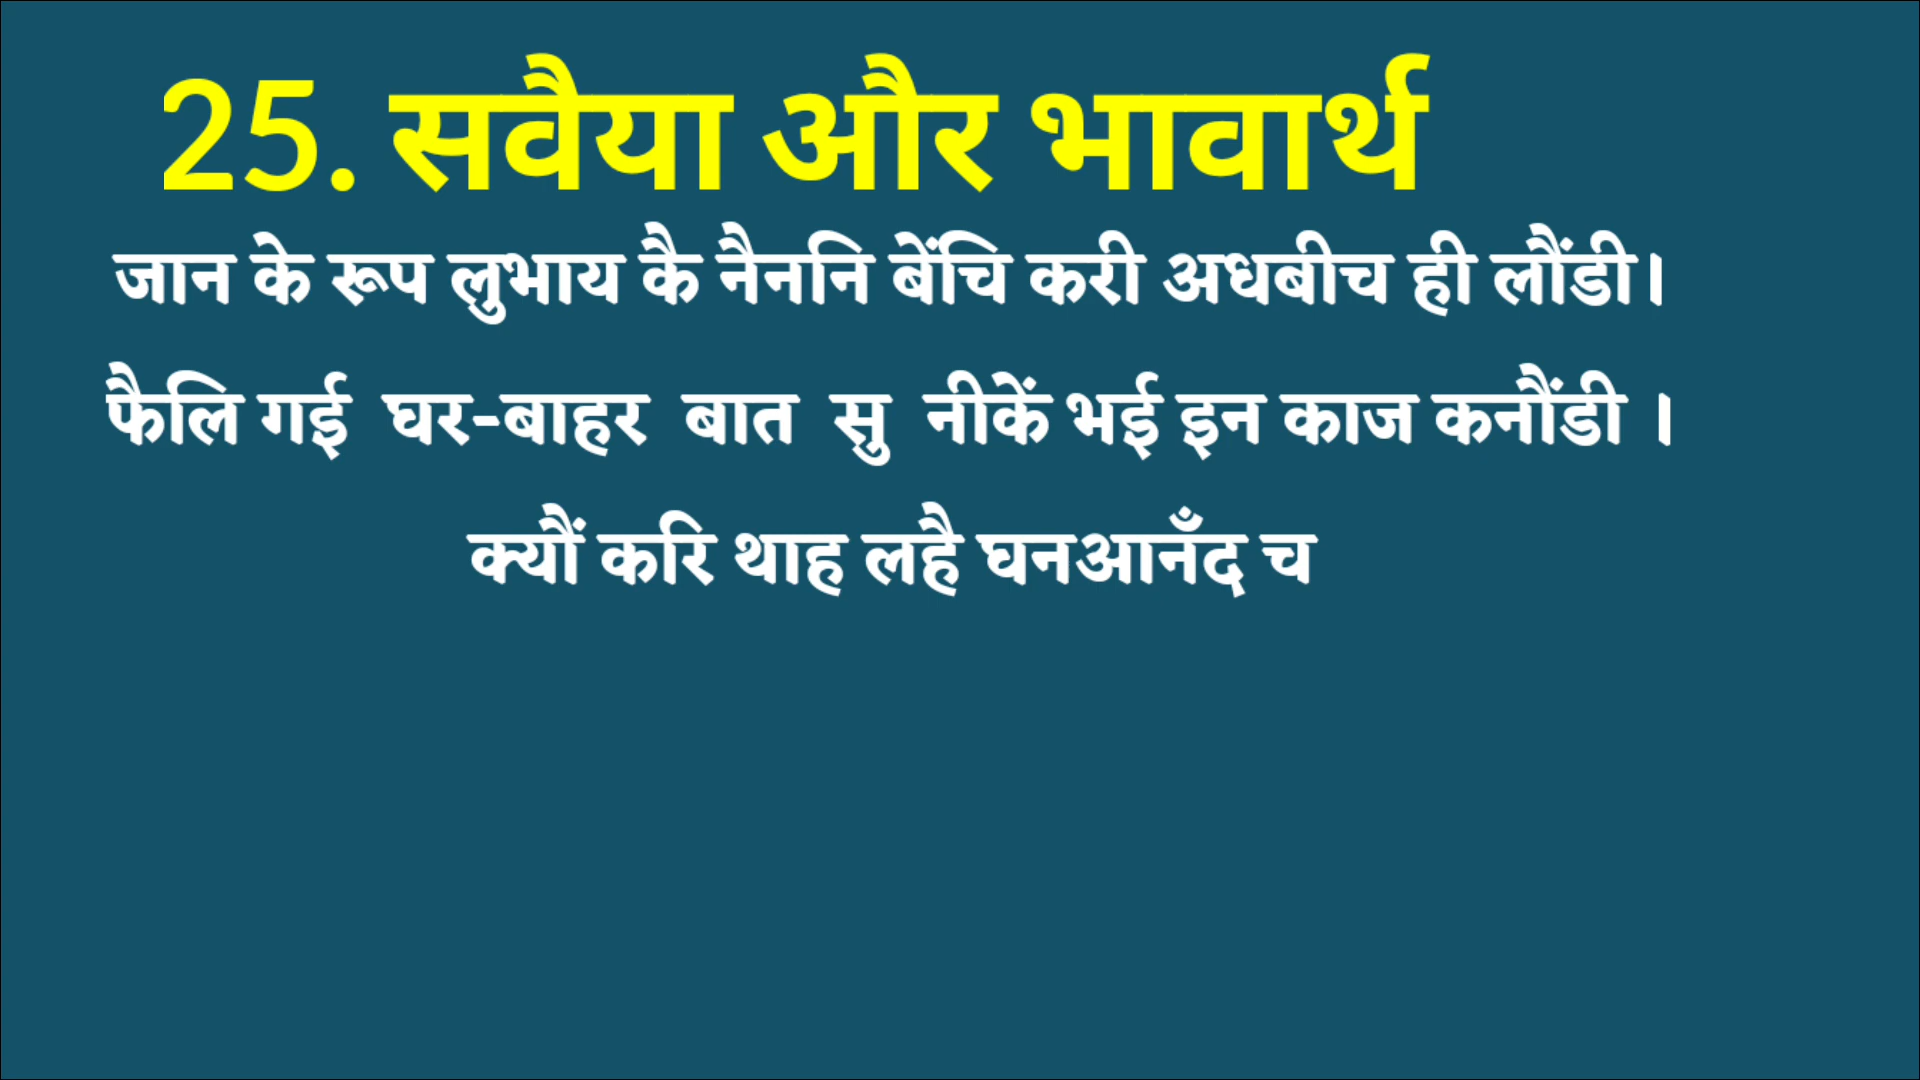 25. सवैया और भावार्थ
जान के रूप लुभाय कै नैननि बेंचि करी अधबीच ही लौंडी।
फैलि गई घर-बाहर बात सु नीकें भई इन काज कनौंडी ।
क्यौं करि थाह लहै घनआनँद च